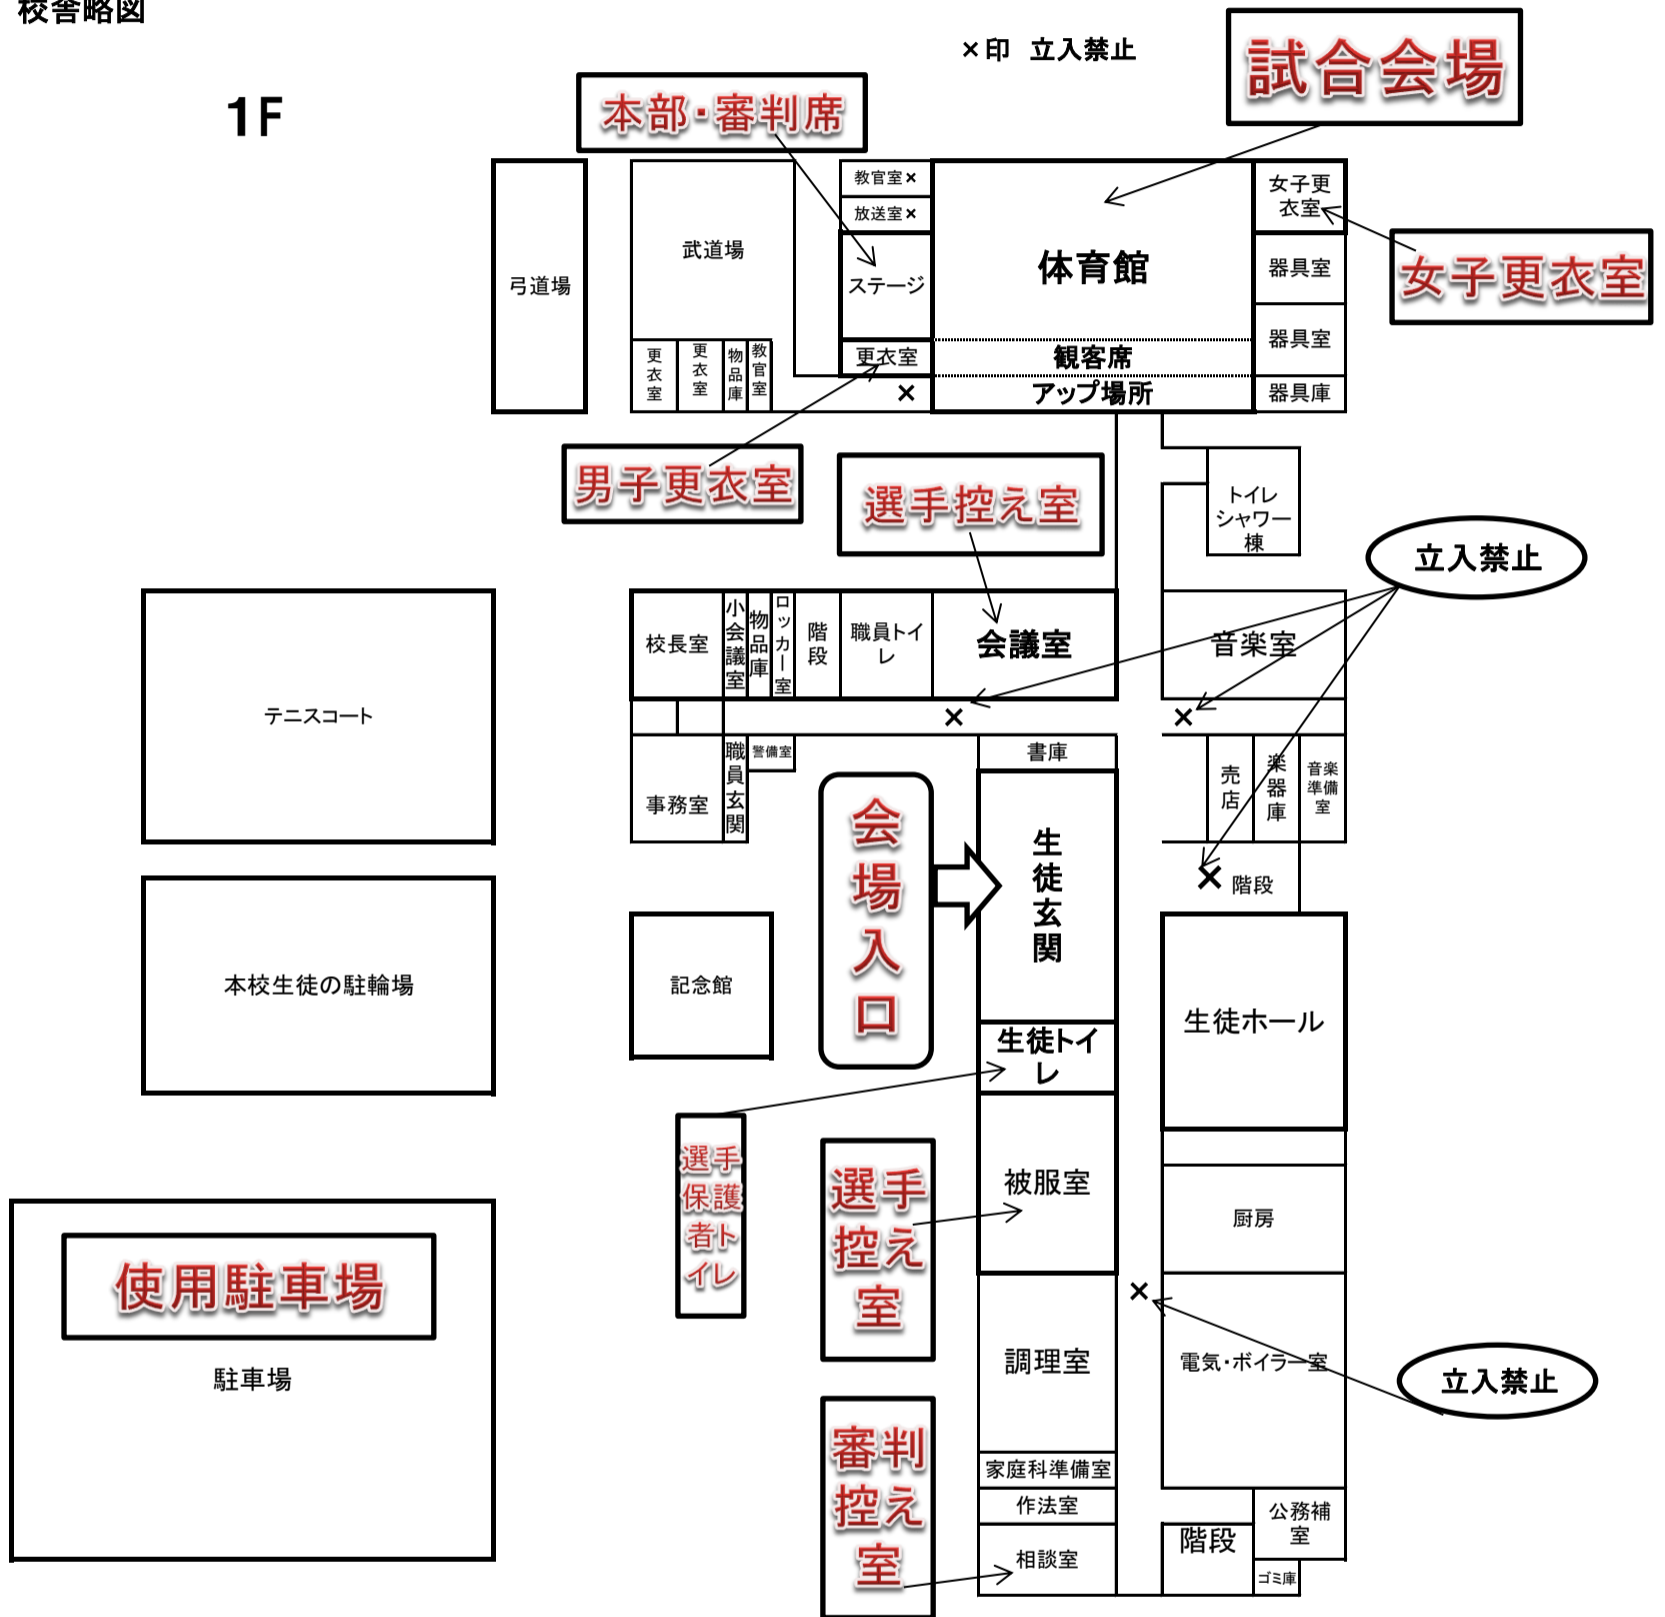 校舎略図
×印 立入禁止
試合会場
1F
本部・審判席
教官室×
放送室×
女子更
衣室
武道場
体育館
弓道場
ステージ
器具室
女子更衣室
器具室
更衣室
観客席
更衣室
更衣室
物品庫
教官室
×
アップ場所
器具庫
男子更衣室
選手控え室
トイレ
シャワー
棟
立入禁止
校長室
小会議室
物品庫
ロッカー室
階段
職員トイ
レ
会議室
音楽室
テニスコート
×
×
事務室
職員玄関
警備室
書庫
売店
楽器庫
音楽
準備
室
会場入口
生徒玄関
× 階段
本校生徒の駐輪場
記念館
生徒ホール
生徒トイ
レ
選手
保護
者ト
イレ
選手
控え
室
被服室
厨房
使用駐車場
×
駐車場
調理室
電気・ボイラー室
立入禁止
審判
控え
室
家庭科準備室
作法室
公務補
室
相談室
階段
ゴミ庫